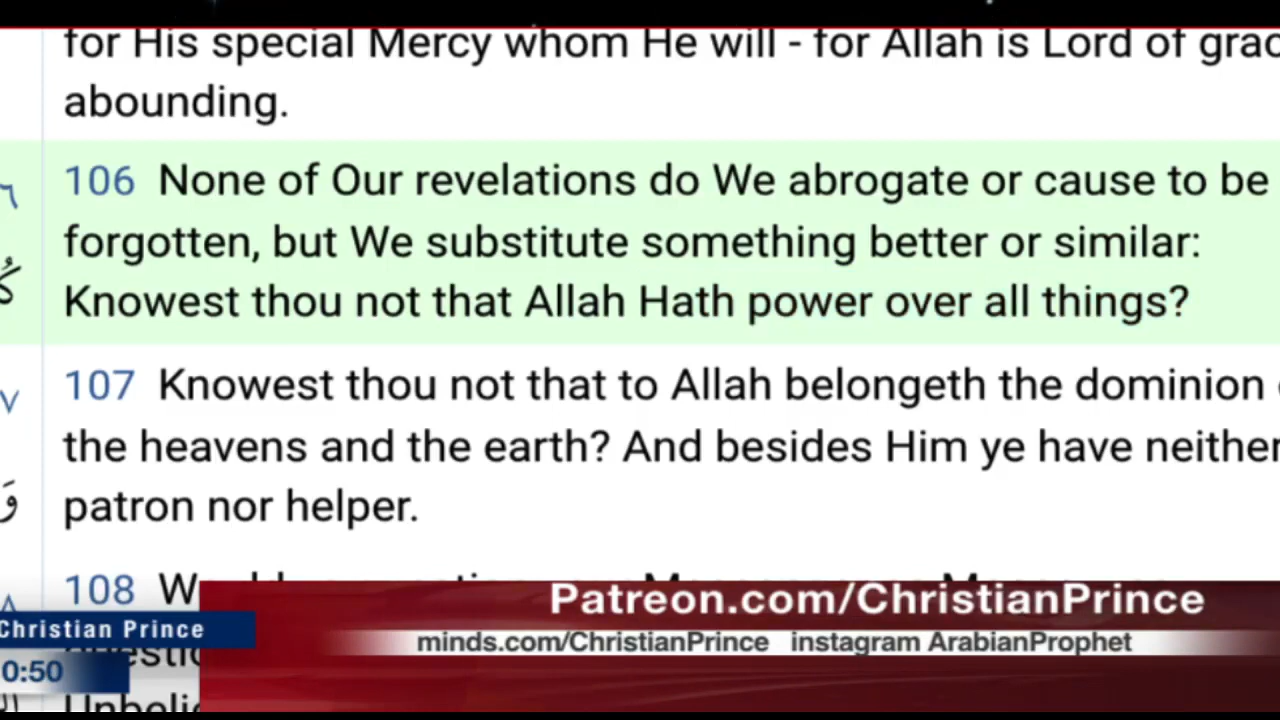 for His special Mercy whom He will - for Allah is Lord of grac
abounding.
106 None of Our revelations do We abrogate or cause to be
forgotten, but We substitute something better or similar:
Knowest thou not that Allah Hath power over all things?
107 Knowest thou not that to Allah belongeth the dominion
the heavens and the earth? And besides Him ye have neither
patron nor helper.
108
Patreon.com/ChristianPrince
Christian Prince
minds.com/ChristianPrince instagram ArabianProphet
0:50